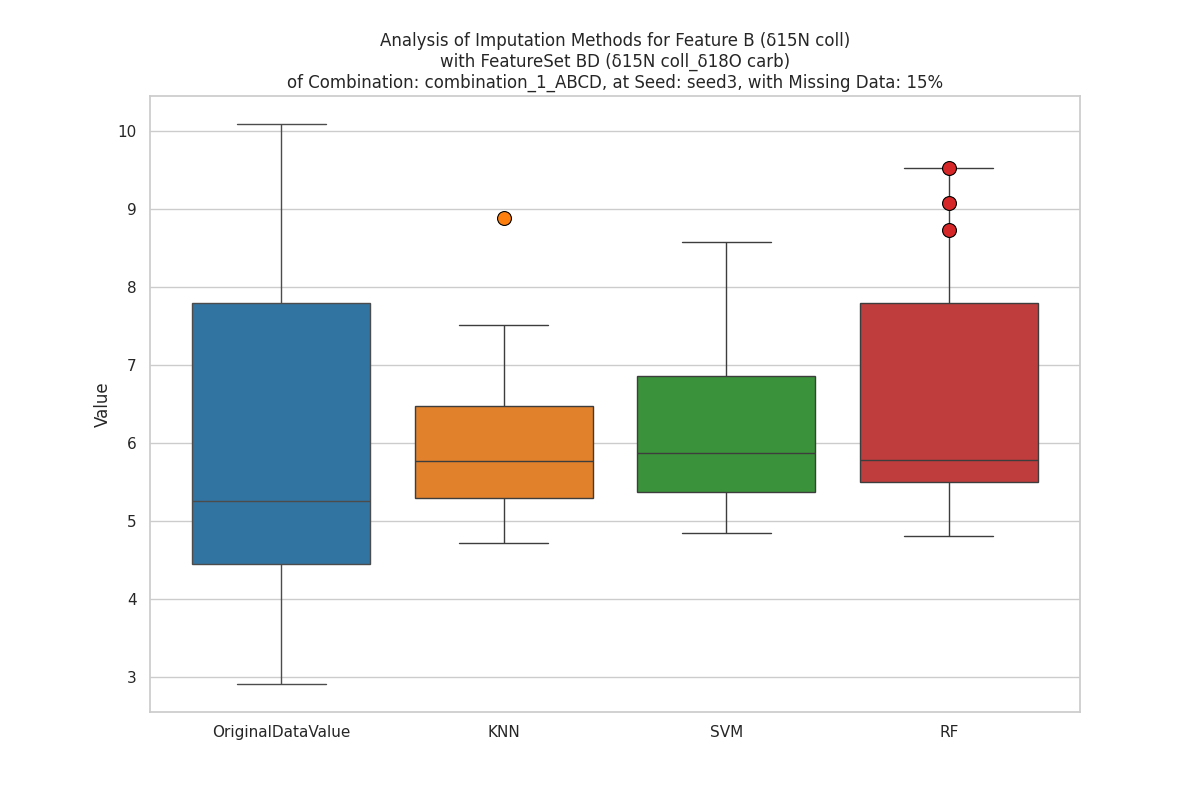 Analysis of Imputation Methods for Feature B (δ15N coll)
with FeatureSet BD (δ15N coll_δ18O carb)
of Combination: combination_1_ABCD, at Seed: seed3, with Missing Data: 15%
10
9
8
7
6
5
4
3
Value
OriginalDataValue
KNN
SVM
RF